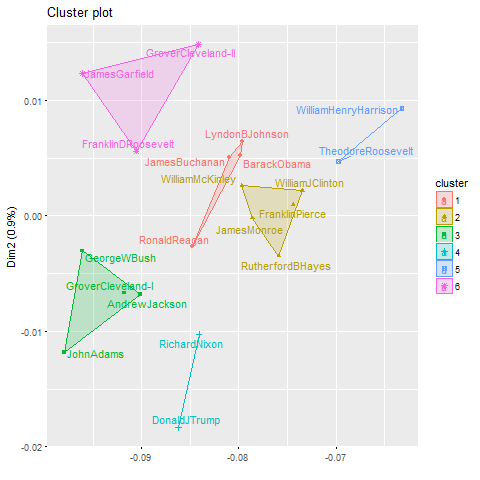 Cluster plot
GroverCleveland-II
JamesGarfield
0.01
WilliamHenryHarrison
LyndonBJohnson
FranklinDRoosevelt
TheodoreRoosevelt
JamesBuchanan
BarackObama
WilliamMcKinley
WilliamJClinton
cluster
1
2
3
4
5
6
0.00
FranklinPierce
JamesMonroe
RonaldReagan
Dim2 (0.9%)
GeorgeWBush
RutherfordBHayes
GroverCleveland-I
AndrewJackson
-0.01
RichardNixon
JohnAdams
DonaldJTrump
-0.02
-0.09
-0.08
-0.07